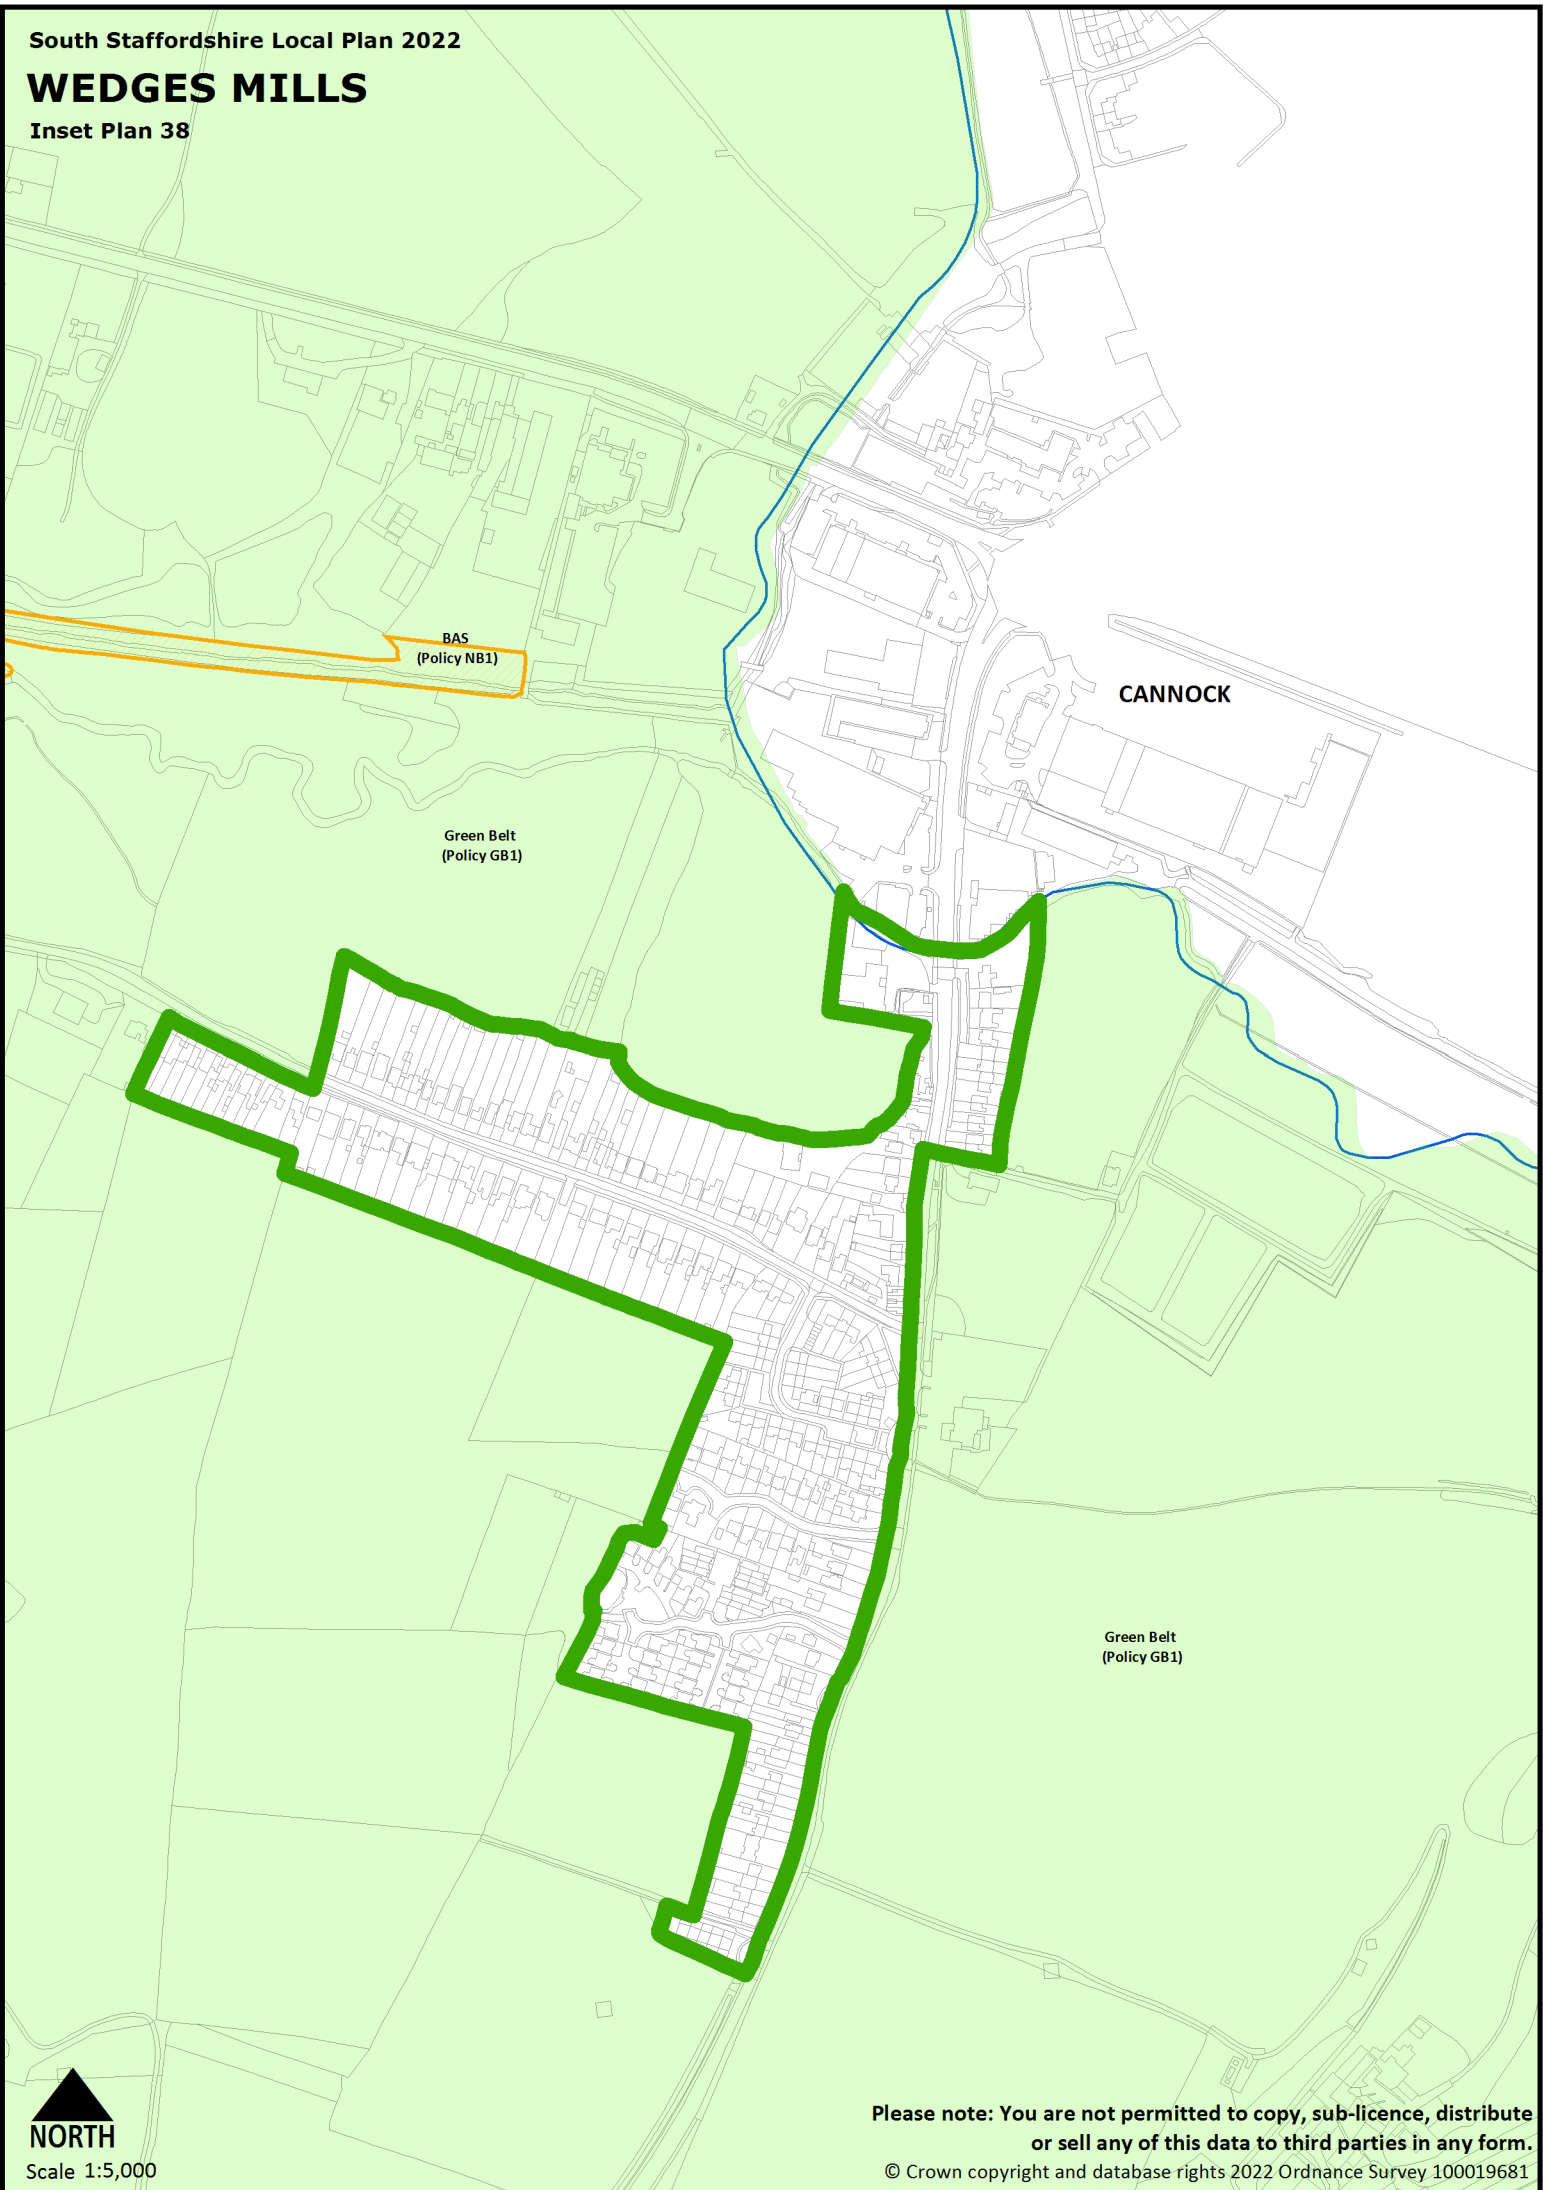 South Staffordshire Local Plan 2022
WEDGES MILLS
Inset Plan 38
BAS
(Policy NB1)
CANNOCK
Green Belt
(Policy GB1)
Green Belt
(Policy GB1)
NORTH
Scale 1:5,000
Please note: You are not permitted to copy, sub-licence, distribute
or sell any of this data to third parties in any form.
© Crown copyright and database rights 2022 Ordnance Survey 100019681